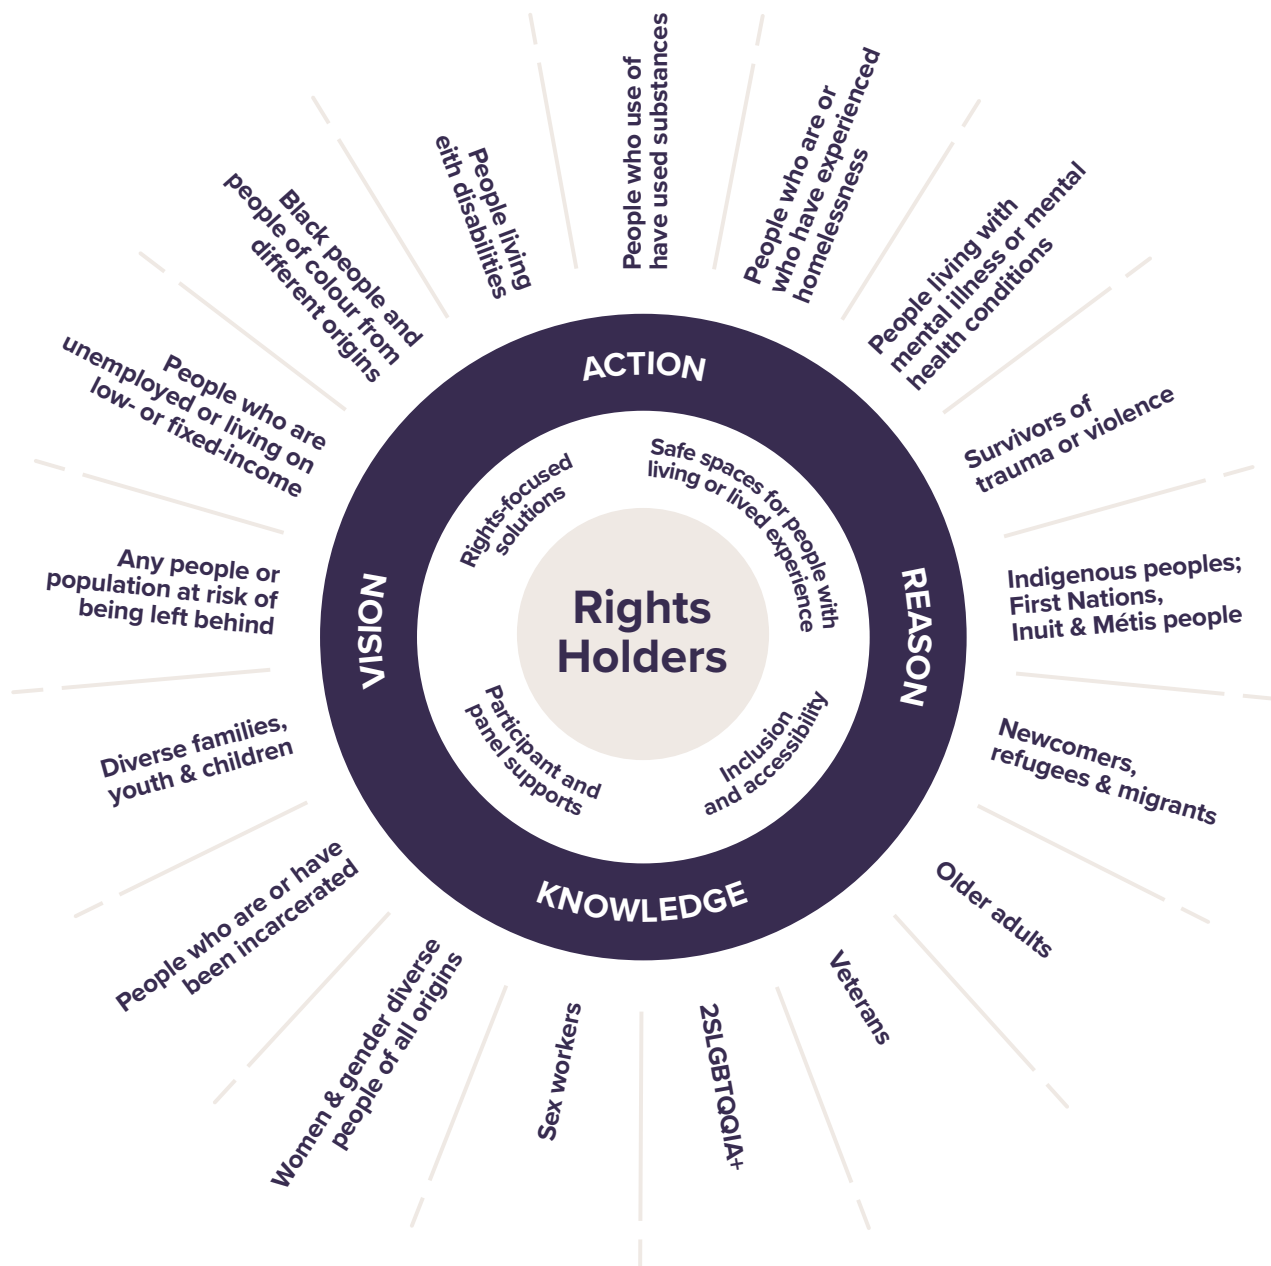 Rights
Holders
Rights-focused
solutions
Safe spaces for people with
living or lived experience
Inclusion
and accessibility
Participant and
panel supports
ACTION
REASON
KNOWLEDGE
VISION
People who use of
have used substances
People who are or
who have experienced
homelessness
People living with
mental illness or mental
health conditions
Survivors of
trauma or violence
Indigenous peoples;
First Nations,
Inuit & Métis people
Newcomers,
refugees & migrants
Older adults
Veterans
2SLGBTQQIA+
Sex workers
Women & gender diverse
people of all origins
People who are or have
been incarcerated
Diverse families,
youth & children
Any people or
population at risk of
being left behind
People who are
unemployed or living on
low- or fixed-income
Black people and
people of colour from
different origins
People living
eith disabilities